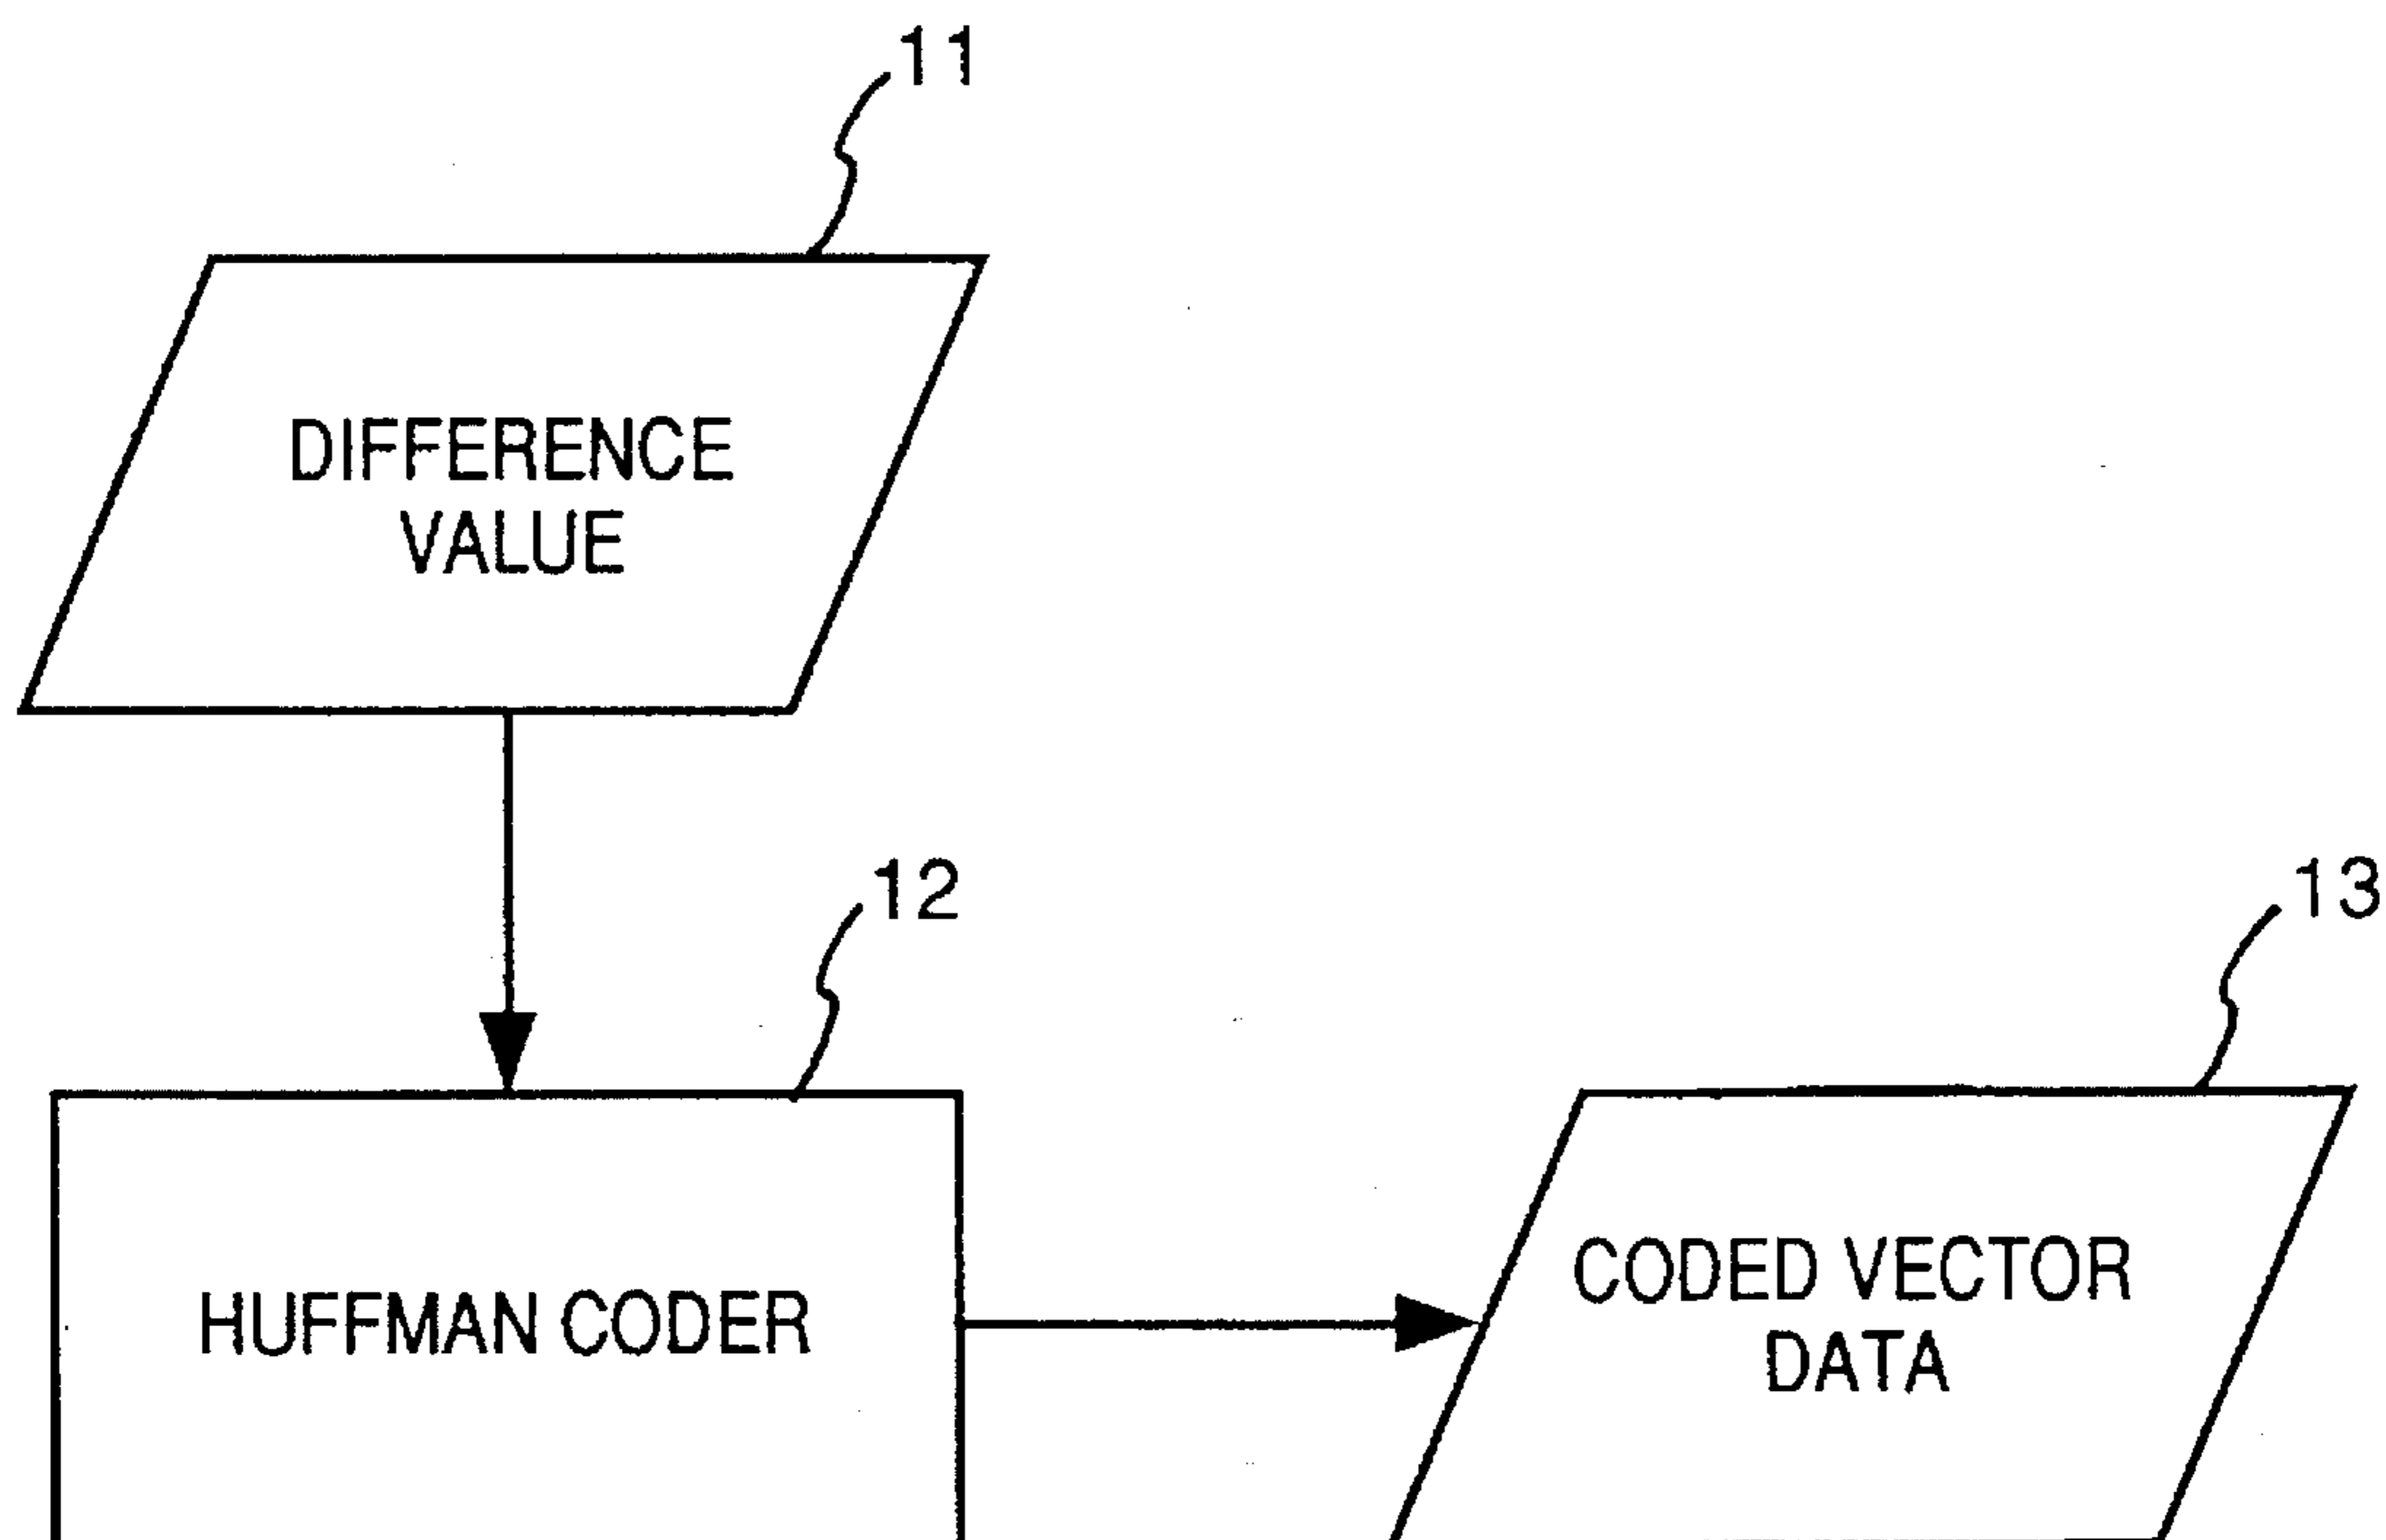 11
DIFFERENCE
VALUE
12
13
HUFFMAN CODER
CODED VECTOR
DATA